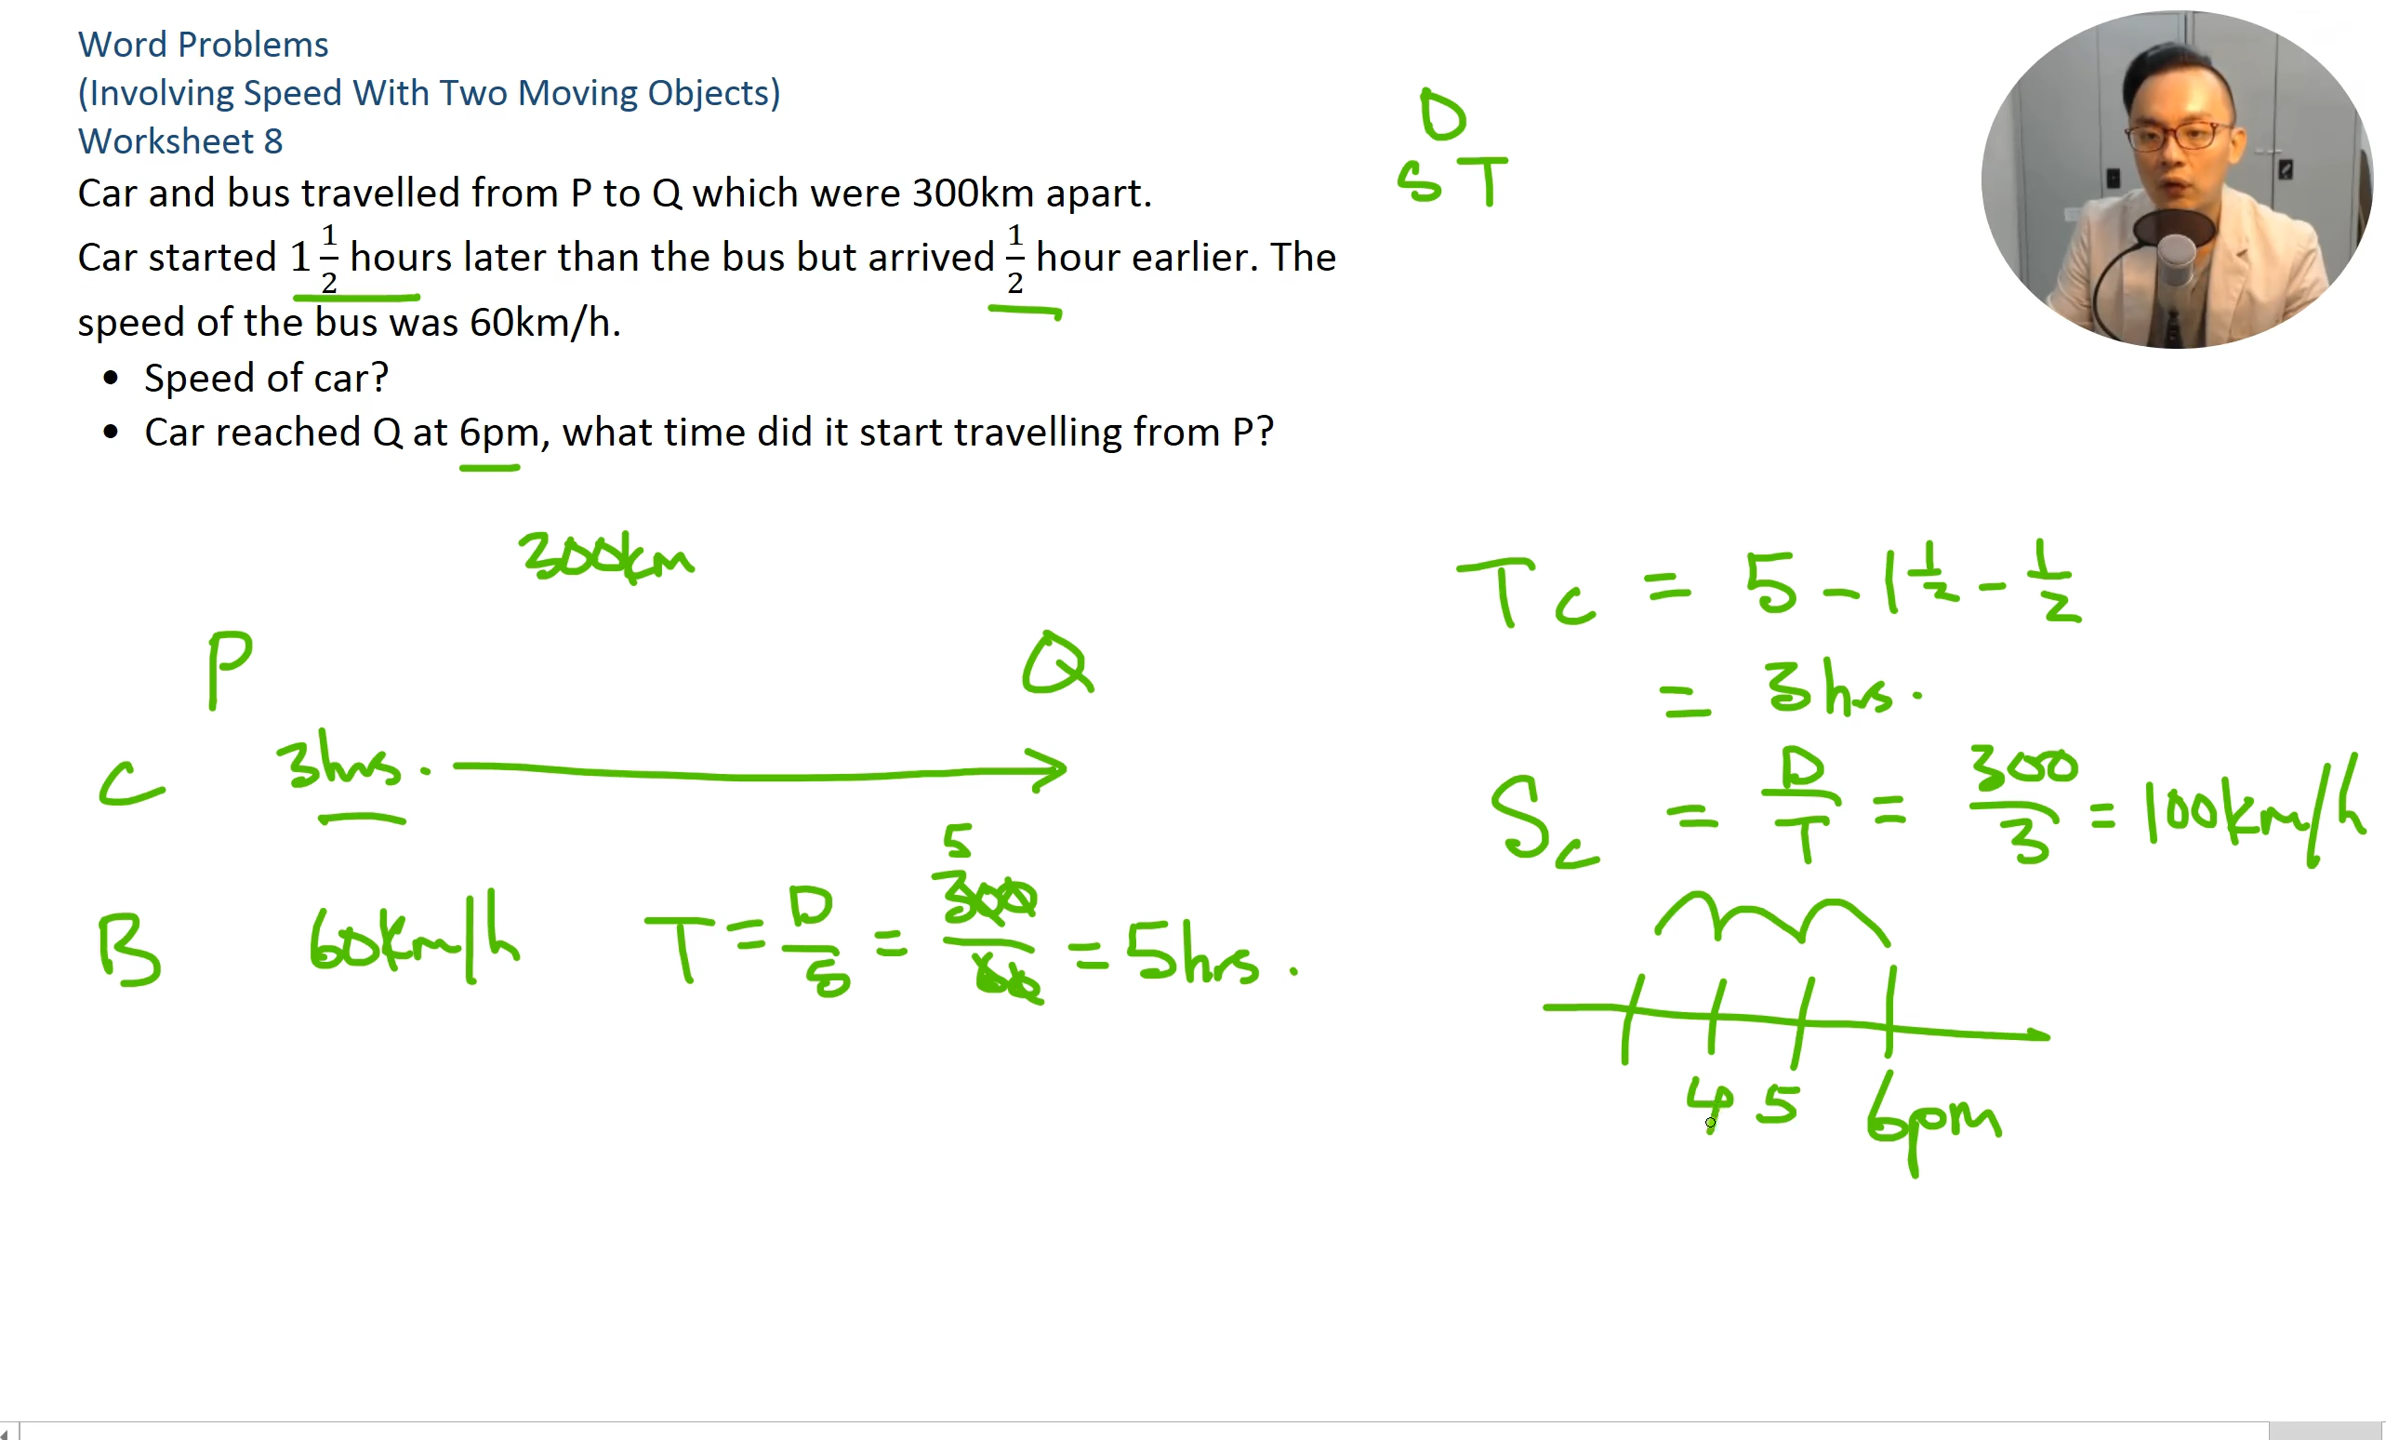 Word Problems
(Involving Speed With Two Moving Objects)
Worksheet 8
Car and bus travelled from P to Q which were 300km apart.
Car started 1 1/2 hours later than the bus but arrived 1/2 hour earlier. The
speed of the bus was 60km/h.
• Speed of car?
• Car reached Q at 6pm, what time did it start travelling from P?
D
S T
300km
P Q
C 3hrs.
B 60km/h T = D/S = 300/60 = 5hrs.
5
Tc = 5 - 1 1/2 - 1/2
= 3hrs.
Sc = D/T = 300/3 = 100km/h
4 5 6pm